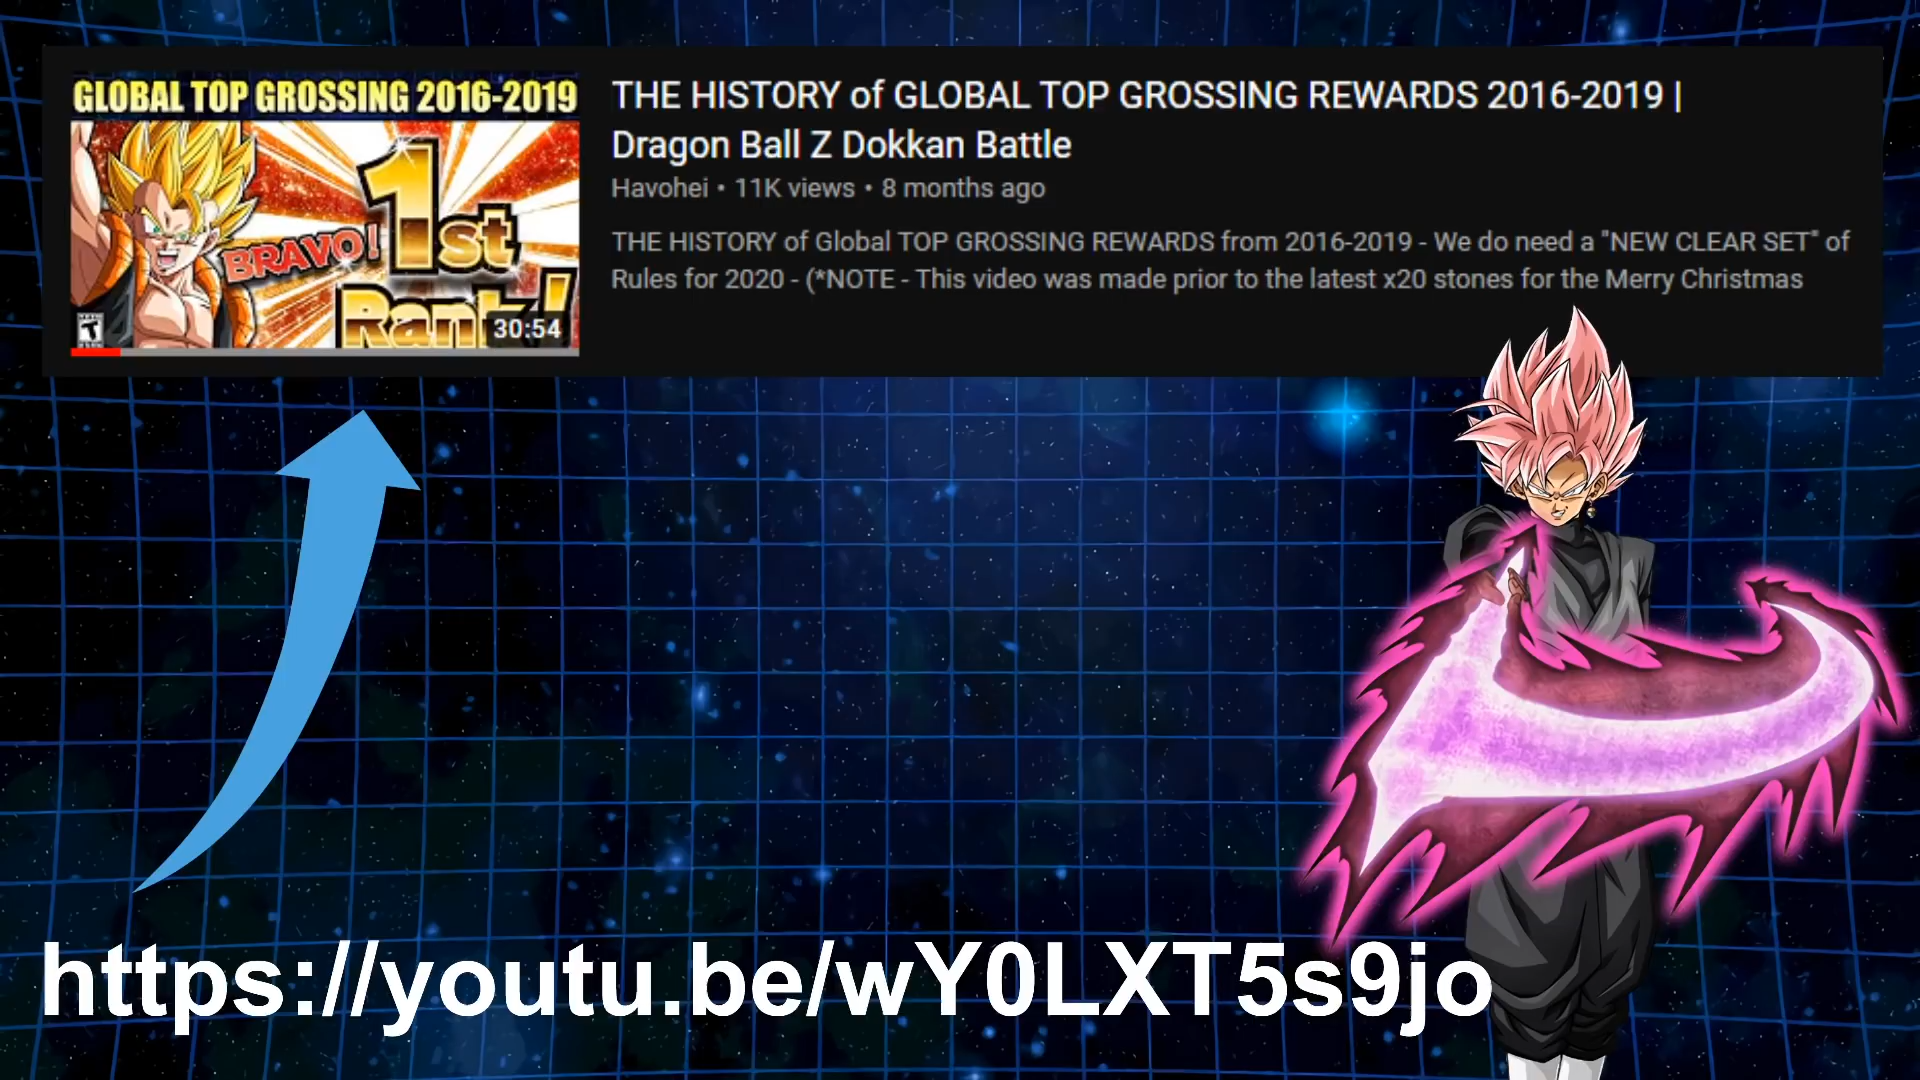 GLOBAL TOP GROSSING 2016-2019
BRAVO!
1st
Rank!
T
30:54
THE HISTORY of GLOBAL TOP GROSSING REWARDS 2016-2019 |
Dragon Ball Z Dokkan Battle
Havohei • 11K views • 8 months ago
THE HISTORY of Global TOP GROSSING REWARDS from 2016-2019 - We do need a "NEW CLEAR SET" of
Rules for 2020 - (*NOTE - This video was made prior to the latest x20 stones for the Merry Christmas
https://youtu.be/wY0LXT5s9jo